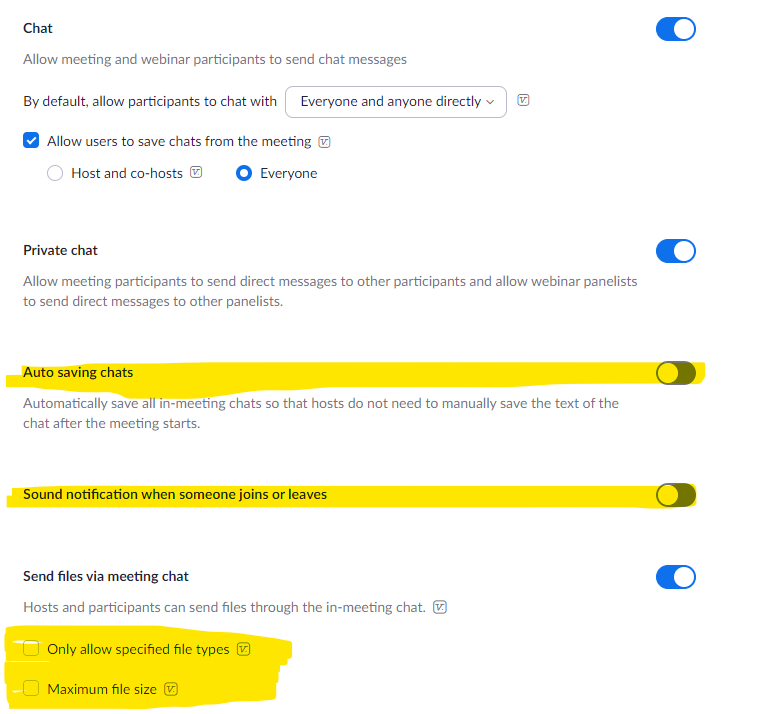 Chat
Allow meeting and webinar participants to send chat messages
By default, allow participants to chat with Everyone and anyone directly
Allow users to save chats from the meeting
Host and co-hosts Everyone
Private chat
Allow meeting participants to send direct messages to other participants and allow webinar panelists
to send direct messages to other panelists.
Auto saving chats
Automatically save all in-meeting chats so that hosts do not need to manually save the text of the
chat after the meeting starts.
Sound notification when someone joins or leaves
Send files via meeting chat
Hosts and participants can send files through the in-meeting chat.
Only allow specified file types
Maximum file size